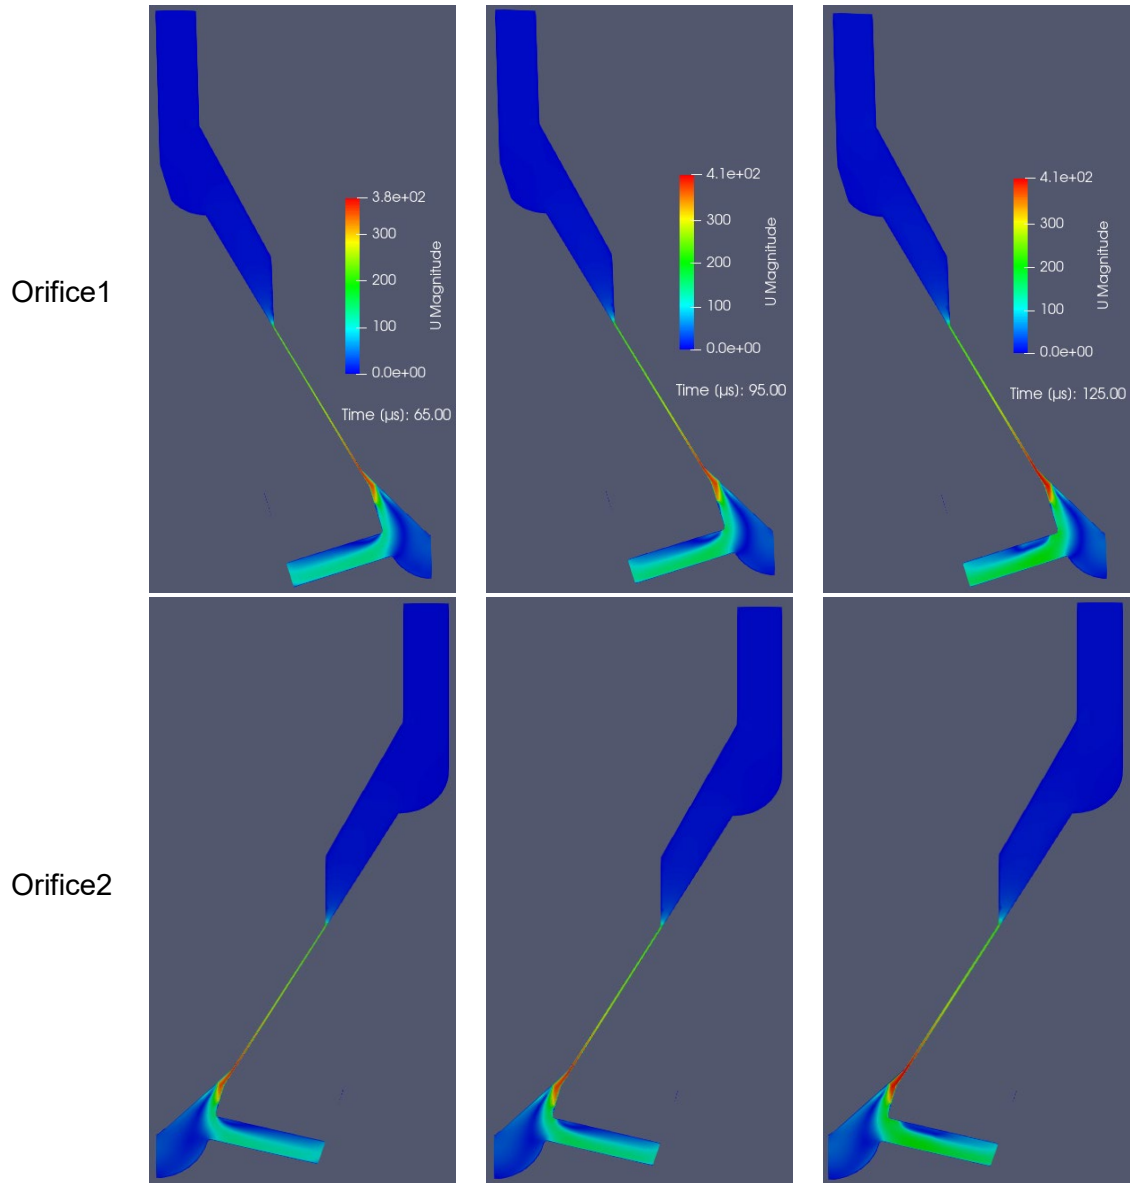 Orifice1
3.8e+02
300
200
100
0.0e+00
U Magnitude
Time (µs): 65.00
4.1e+02
300
200
100
0.0e+00
U Magnitude
Time (µs): 95.00
4.1e+02
300
200
100
0.0e+00
U Magnitude
Time (µs): 125.00
Orifice2